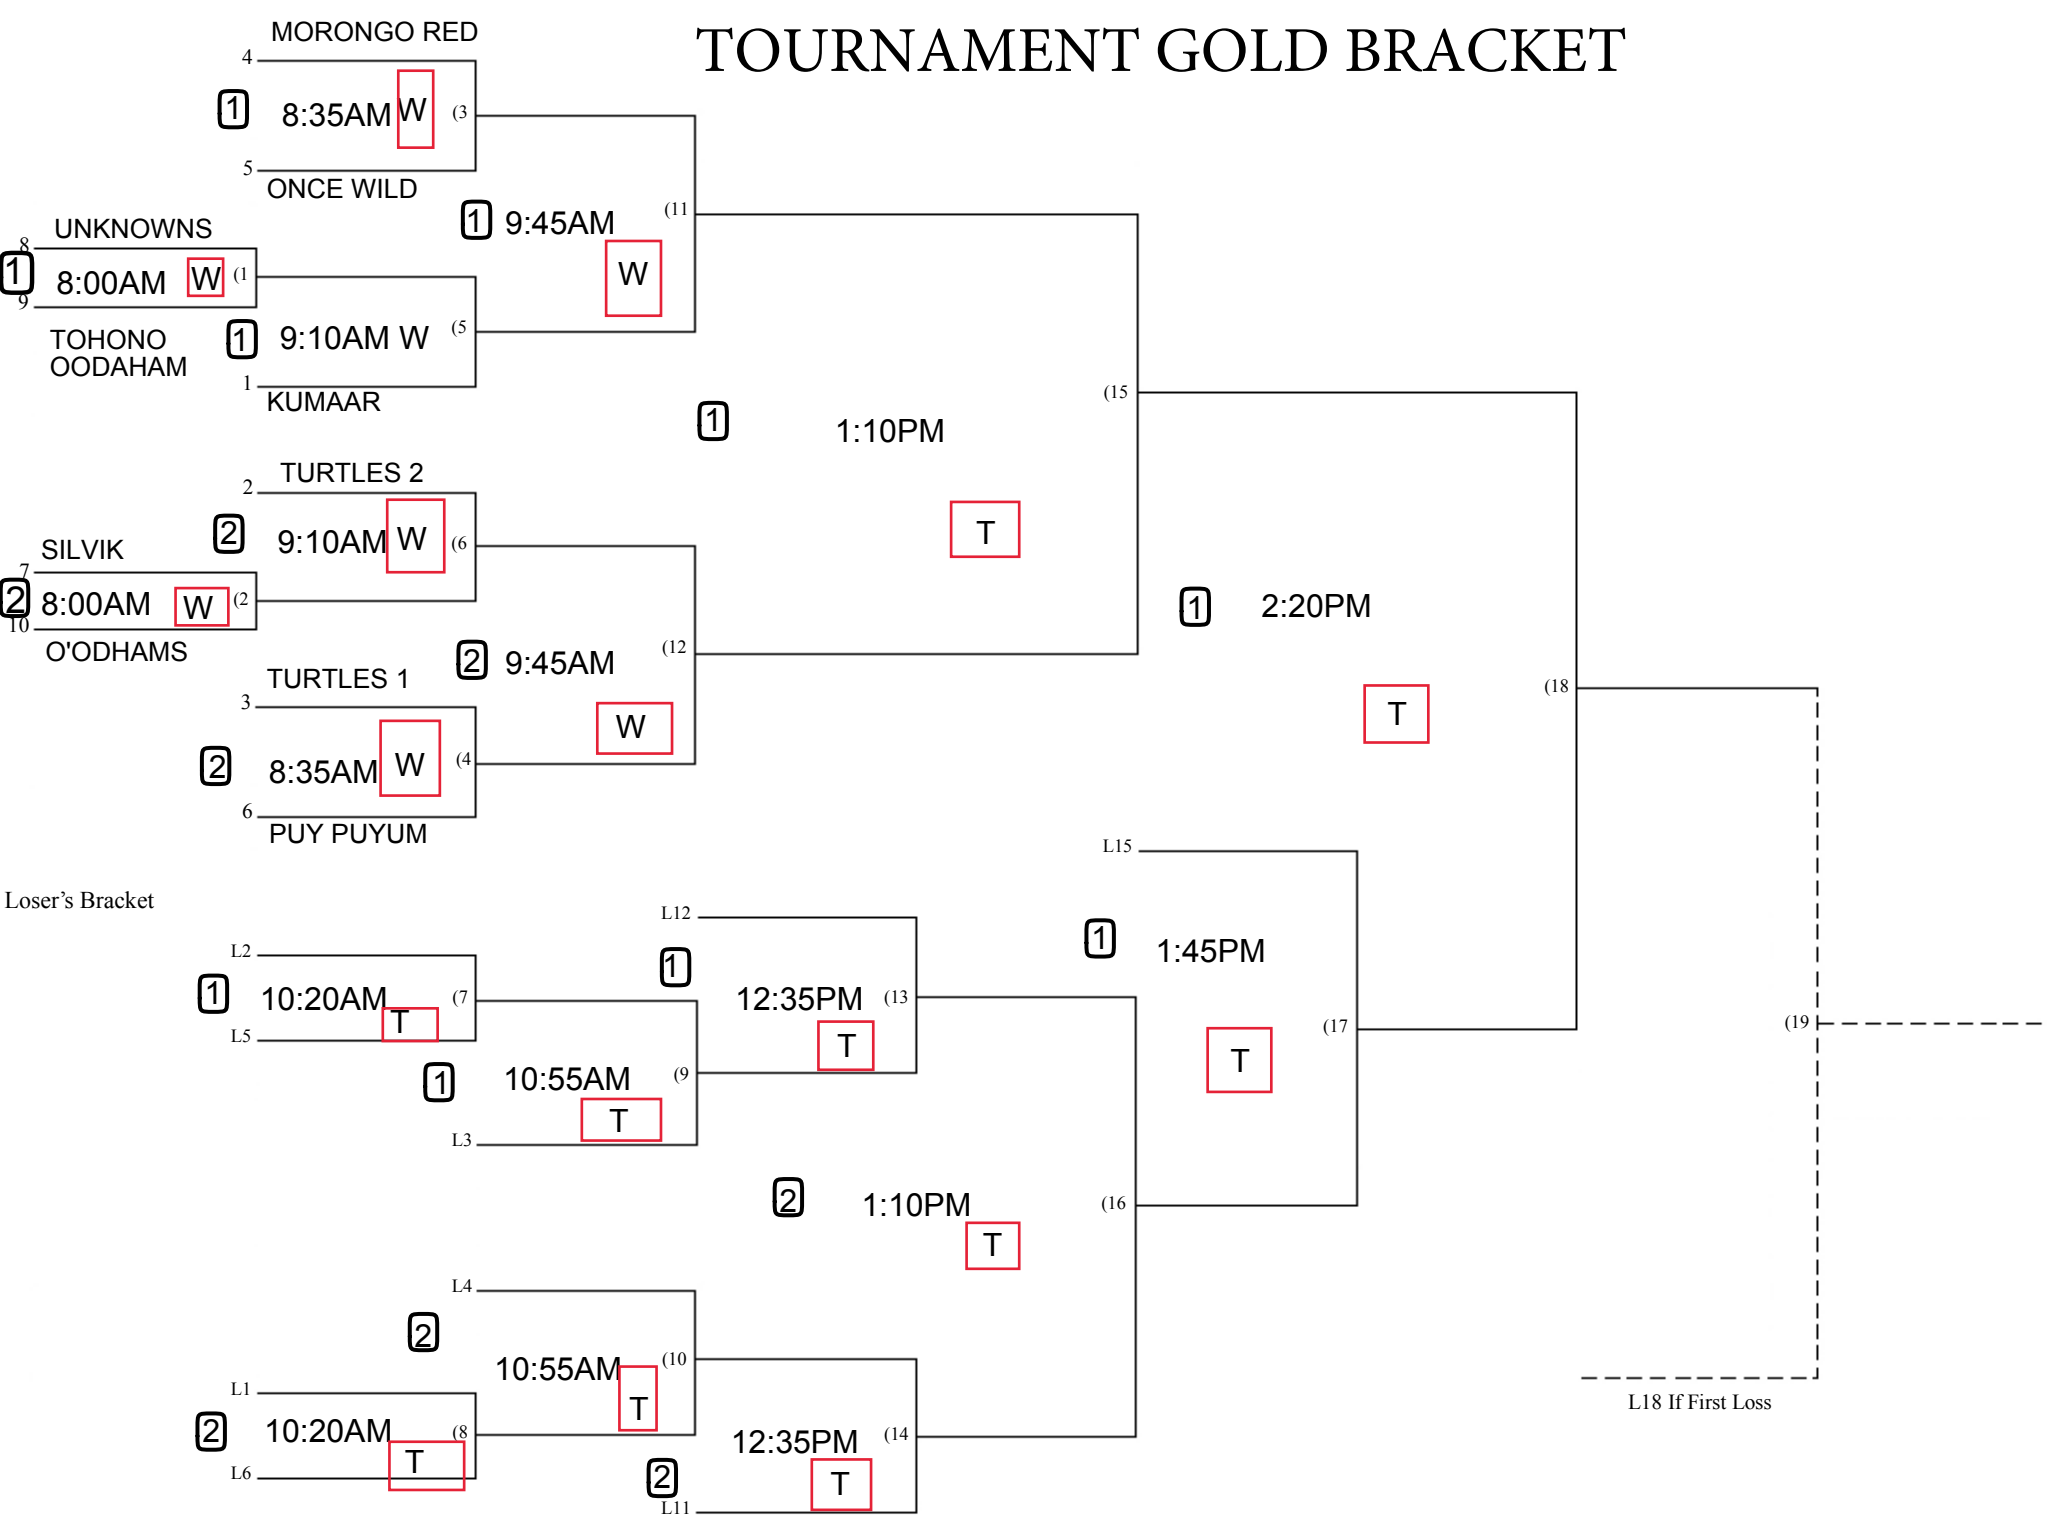 TOURNAMENT GOLD BRACKET
MORONGO RED
4
1 8:35AM W (3
5
ONCE WILD
1 9:45AM (11
W
UNKNOWNS
8
1 8:00AM W (1
9
TOHONO
OODAHAM
1 9:10AM W (5
1
KUMAAR
1 1:10PM (15
T
TURTLES 2
2
2 9:10AM W (6
SILVIK
7
2 8:00AM W (2
10
O'ODHAMS
2 9:45AM (12
W
1 2:20PM (18
T
TURTLES 1
3
2 8:35AM W (4
6
PUY PUYUM
Loser’s Bracket
L15
1 1:45PM (17
T
L12
1 12:35PM (13
T
L2
1 10:20AM (7
T
L5
1 10:55AM (9
T
L3
(19
2 1:10PM (16
T
L4
2 10:55AM (10
T
L1
2 10:20AM (8
T
L6
12:35PM (14
2 T
L11
L18 If First Loss